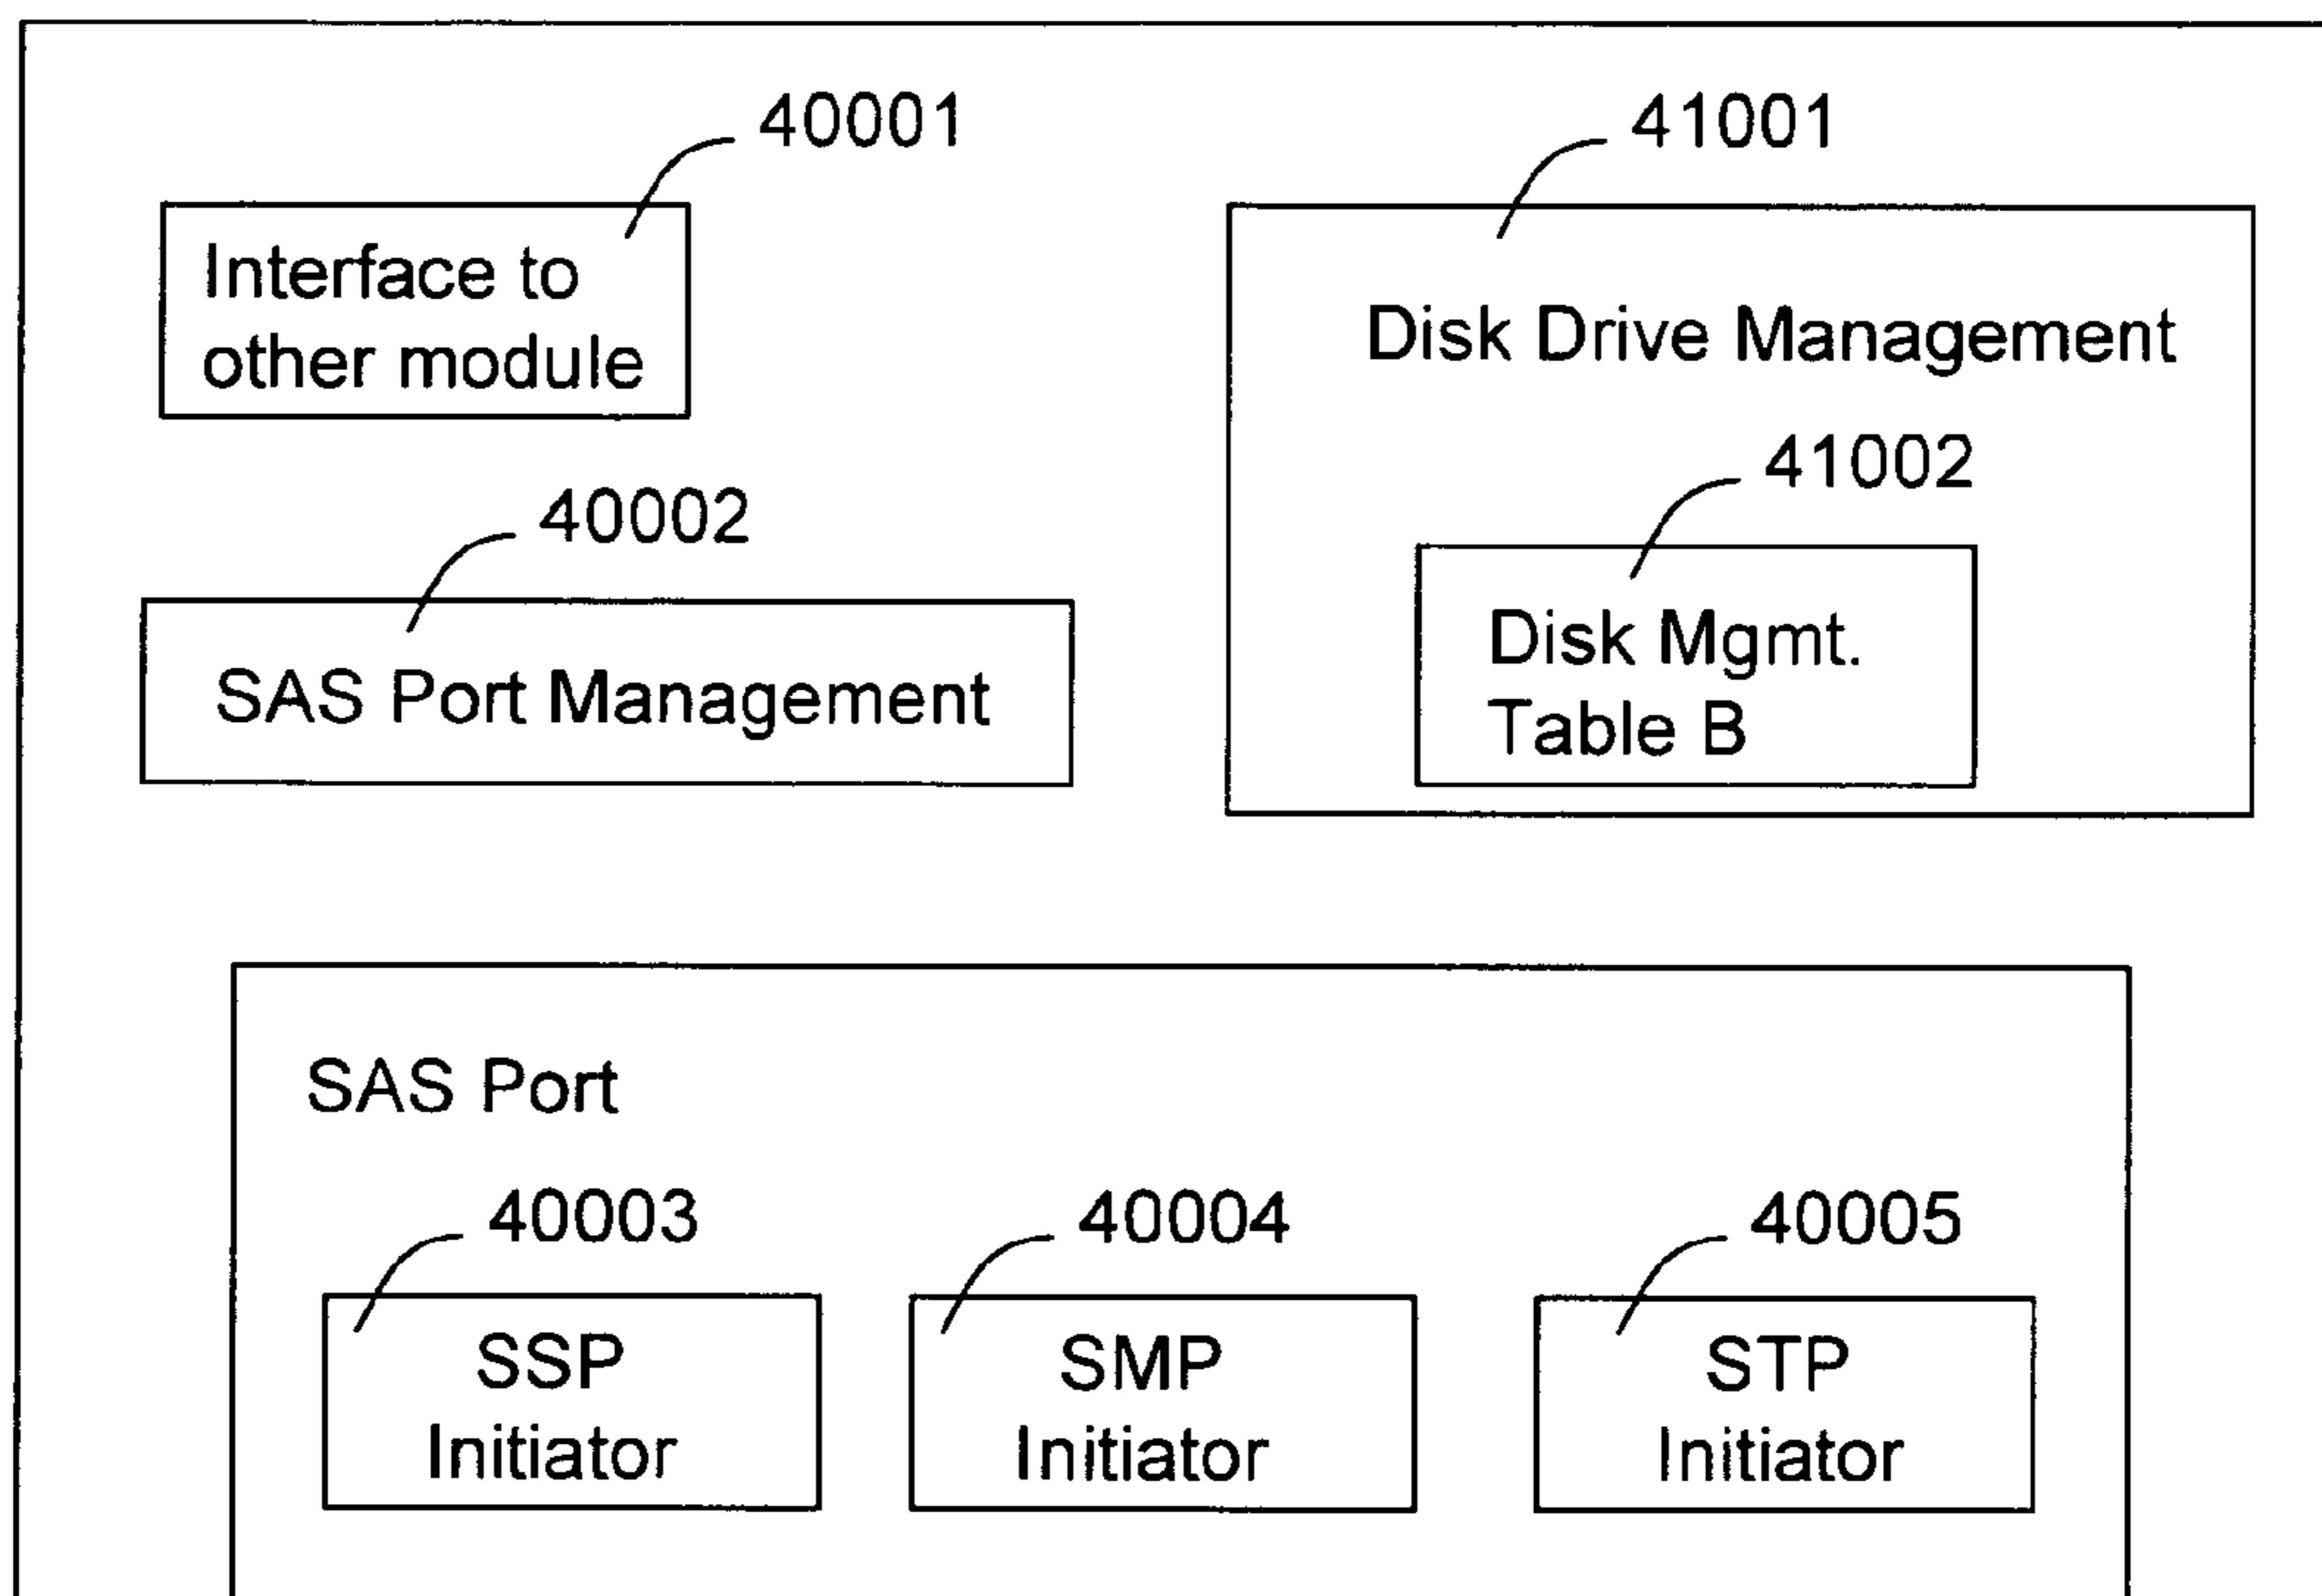 40001
Interface to
other module
41001
Disk Drive Management
41002
Disk Mgmt.
Table B
40002
SAS Port Management
SAS Port
40003
SSP
Initiator
40004
SMP
Initiator
40005
STP
Initiator